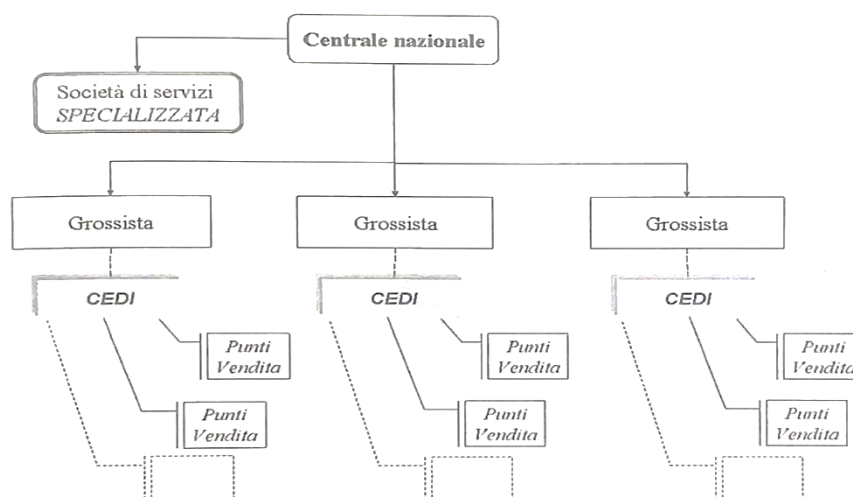 Centrale nazionale
Società di servizi
SPECIALIZZATA
Grossista
Grossista
Grossista
CEDI
CEDI
CEDI
Punti
Vendita
Punti
Vendita
Punti
Vendita
Punti
Vendita
Punti
Vendita
Punti
Vendita